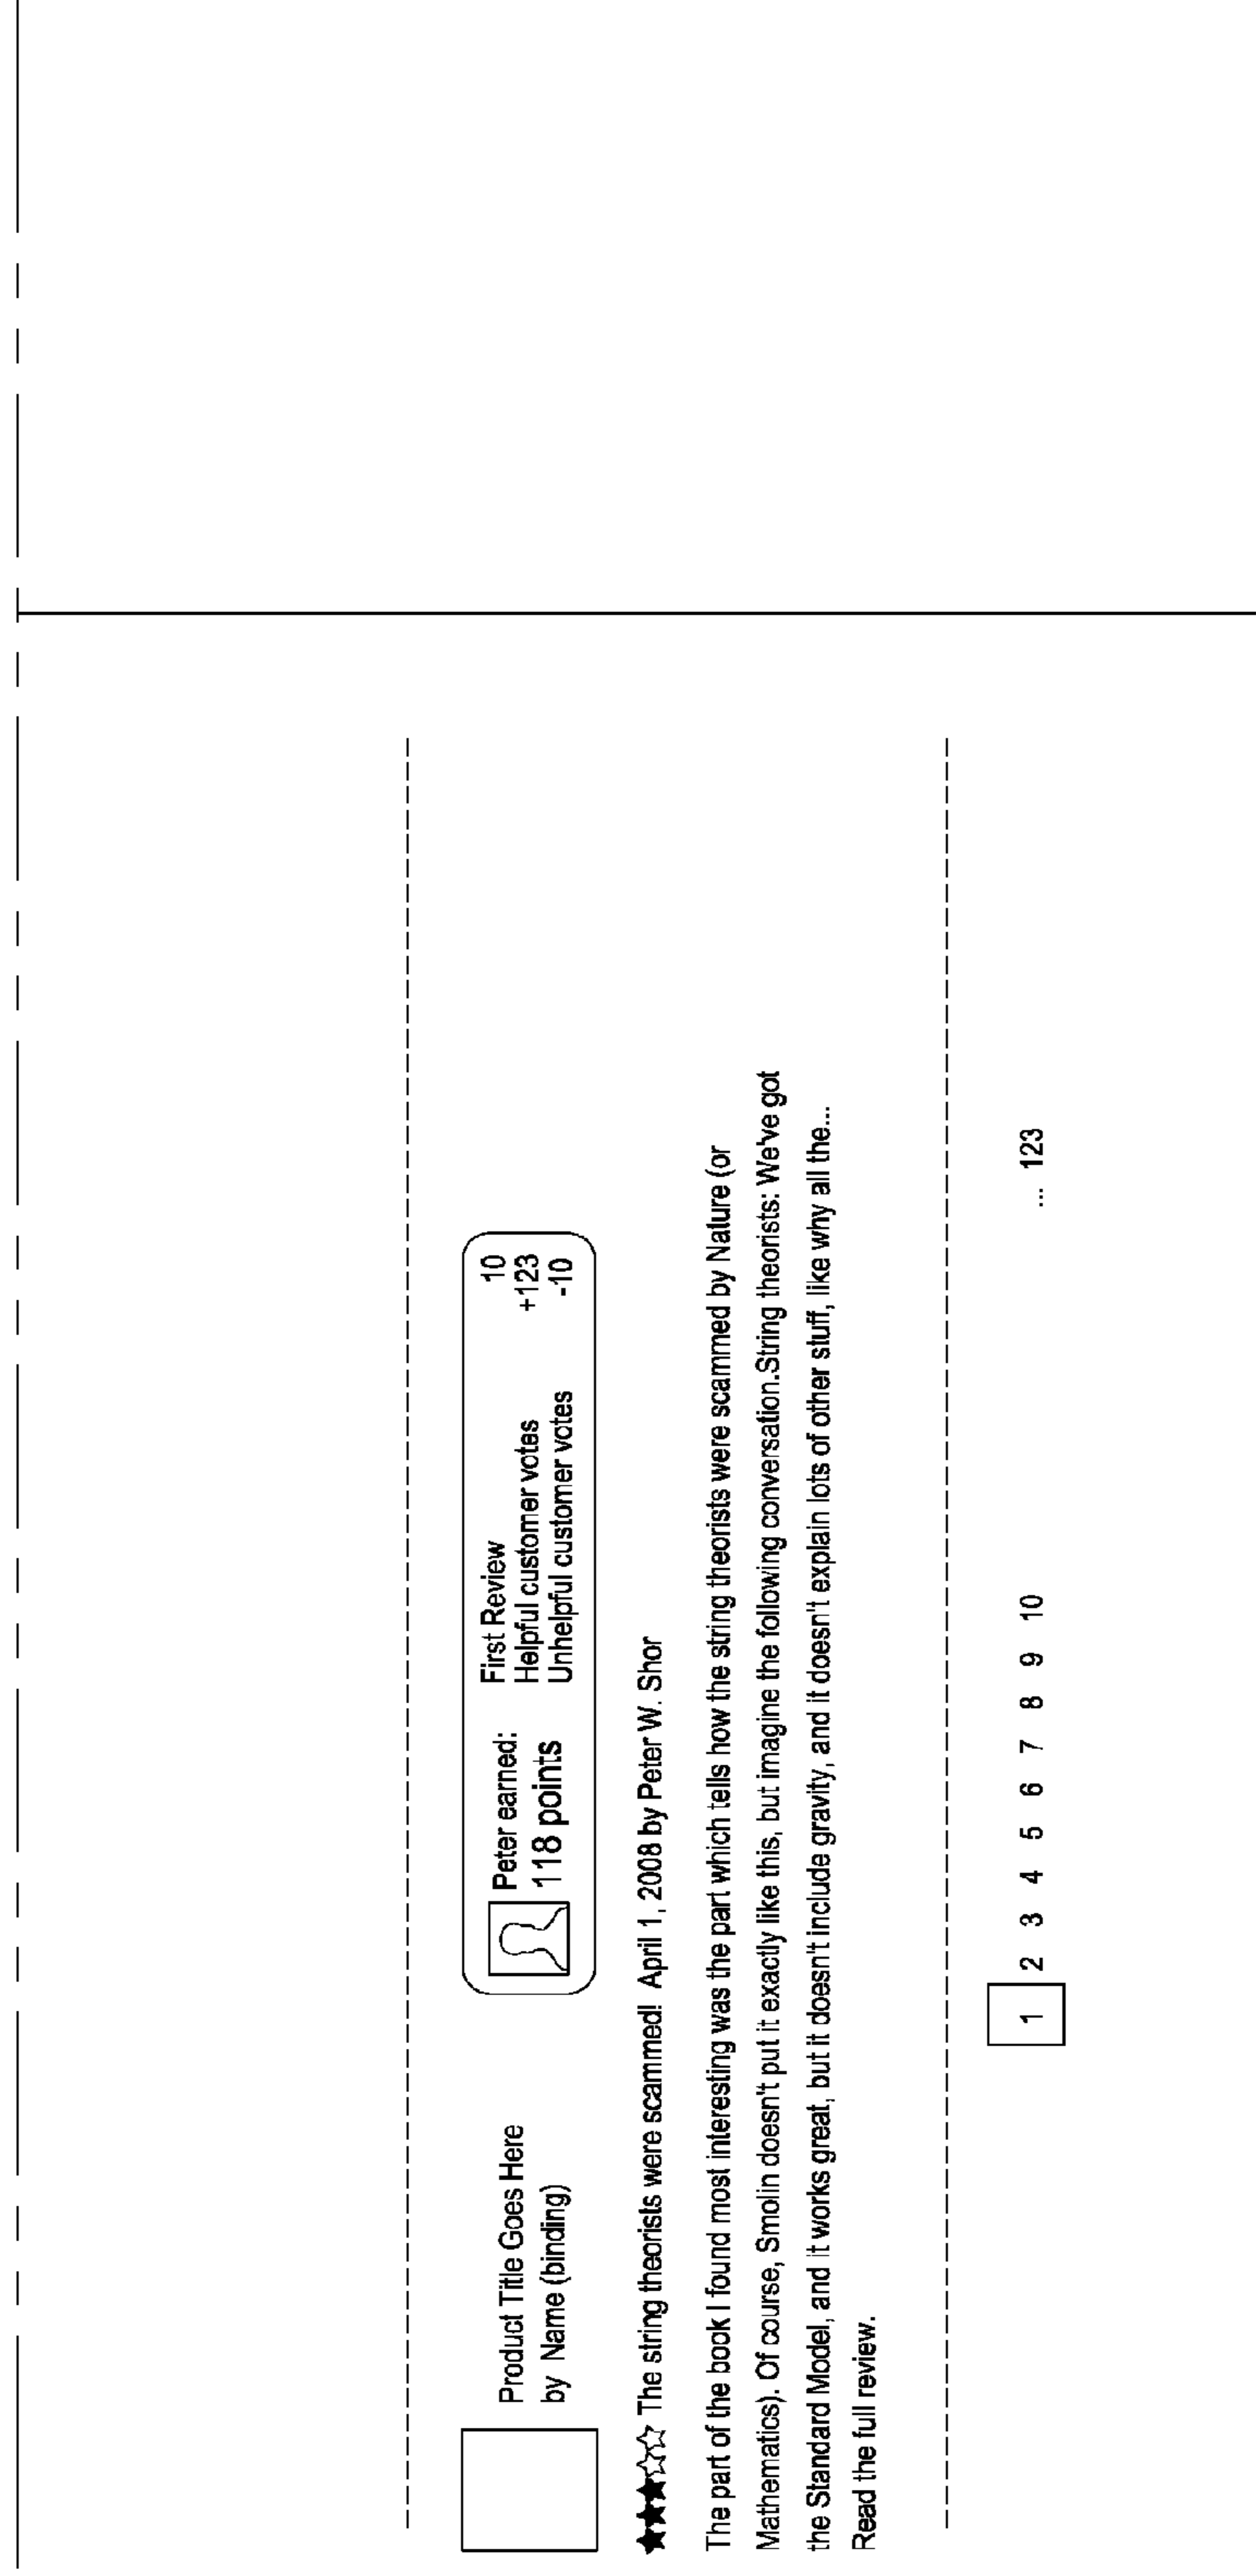 Product Title Goes Here
by Name (binding)
Peter earned:
118 points
First Review 10
Helpful customer votes +123
Unhelpful customer votes -10
The string theorists were scammed! April 1, 2008 by Peter W. Shor
The part of the book I found most interesting was the part which tells how the string theorists were scammed by Nature (or
Mathematics). Of course, Smolin doesn't put it exactly like this, but imagine the following conversation.String theorists: We've got
the Standard Model, and it works great, but it doesn't include gravity, and it doesn't explain lots of other stuff, like why all the...
Read the full review.
1 2 3 4 5 6 7 8 9 10 ... 123